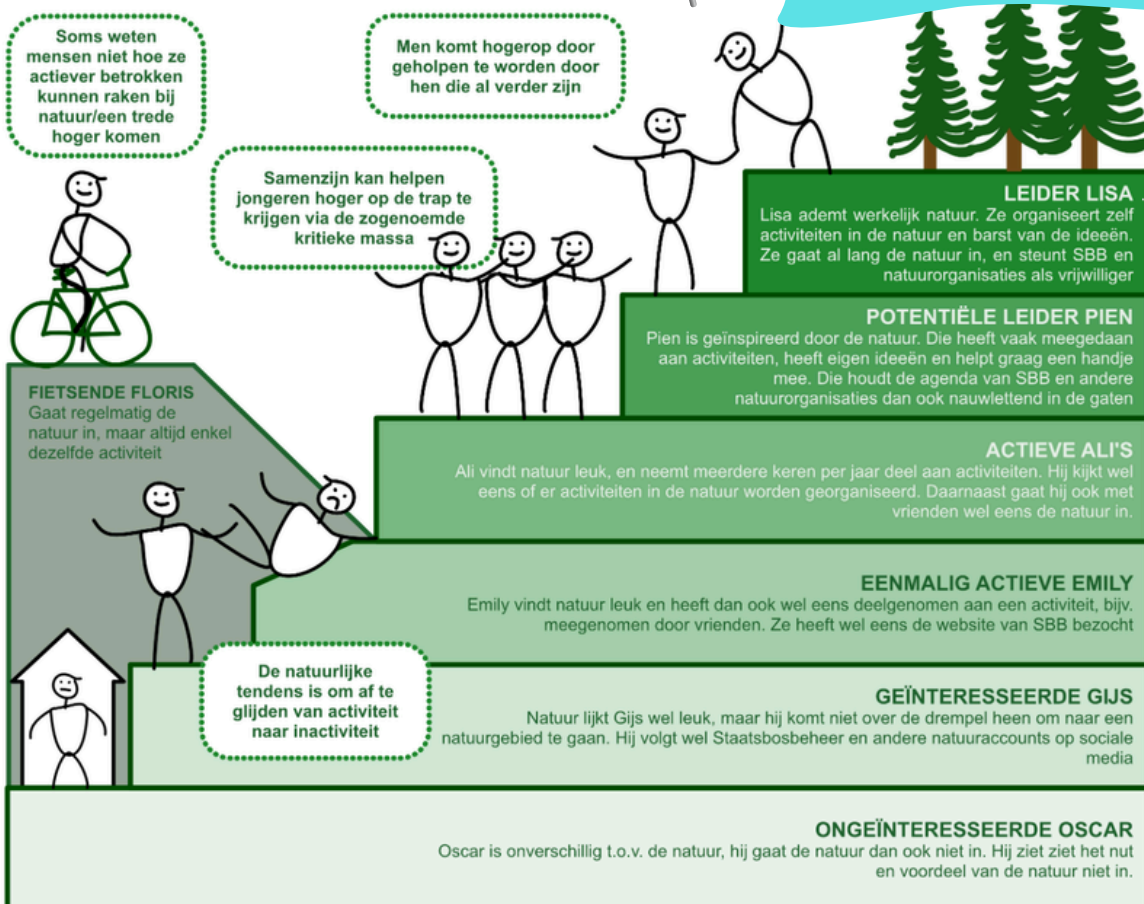 Soms weten
mensen niet hoe ze
actiever betrokken
kunnen raken bij
natuur/een trede
hoger komen
Men komt hogerop door
geholpen te worden door
hen die al verder zijn
Samenzijn kan helpen
jongeren hoger op de trap te
krijgen via de zogenoemde
kritieke massa
LEIDER LISA
Lisa ademt werkelijk natuur. Ze organiseert zelf
activiteiten in de natuur en barst van de ideeën.
Ze gaat al lang de natuur in, en steunt SBB en
natuurorganisaties als vrijwilliger
POTENTIËLE LEIDER PIEN
Pien is geïnspireerd door de natuur. Die heeft vaak meegedaan
aan activiteiten, heeft eigen ideeën en helpt graag een handje
mee. Die houdt de agenda van SBB en andere
natuurorganisaties dan ook nauwlettend in de gaten
FIETSENDE FLORIS
Gaat regelmatig de
natuur in, maar altijd enkel
dezelfde activiteit
ACTIEVE ALI'S
Ali vindt natuur leuk, en neemt meerdere keren per jaar deel aan activiteiten. Hij kijkt wel
eens of er activiteiten in de natuur worden georganiseerd. Daarnaast gaat hij ook met
vrienden wel eens de natuur in.
EENMALIG ACTIEVE EMILY
Emily vindt natuur leuk en heeft dan ook wel eens deelgenomen aan een activiteit, bijv.
meegenomen door vrienden. Ze heeft wel eens de website van SBB bezocht
De natuurlijke
tendens is om af te
glijden van activiteit
naar inactiviteit
GEÏNTERESSEERDE GIJS
Natuur lijkt Gijs wel leuk, maar hij komt niet over de drempel heen om naar een
natuurgebied te gaan. Hij volgt wel Staatsbosbeheer en andere natuuraccounts op sociale
media
ONGEÏNTERESSEERDE OSCAR
Oscar is onverschillig t.o.v. de natuur, hij gaat de natuur dan ook niet in. Hij ziet ziet het nut
en voordeel van de natuur niet in.